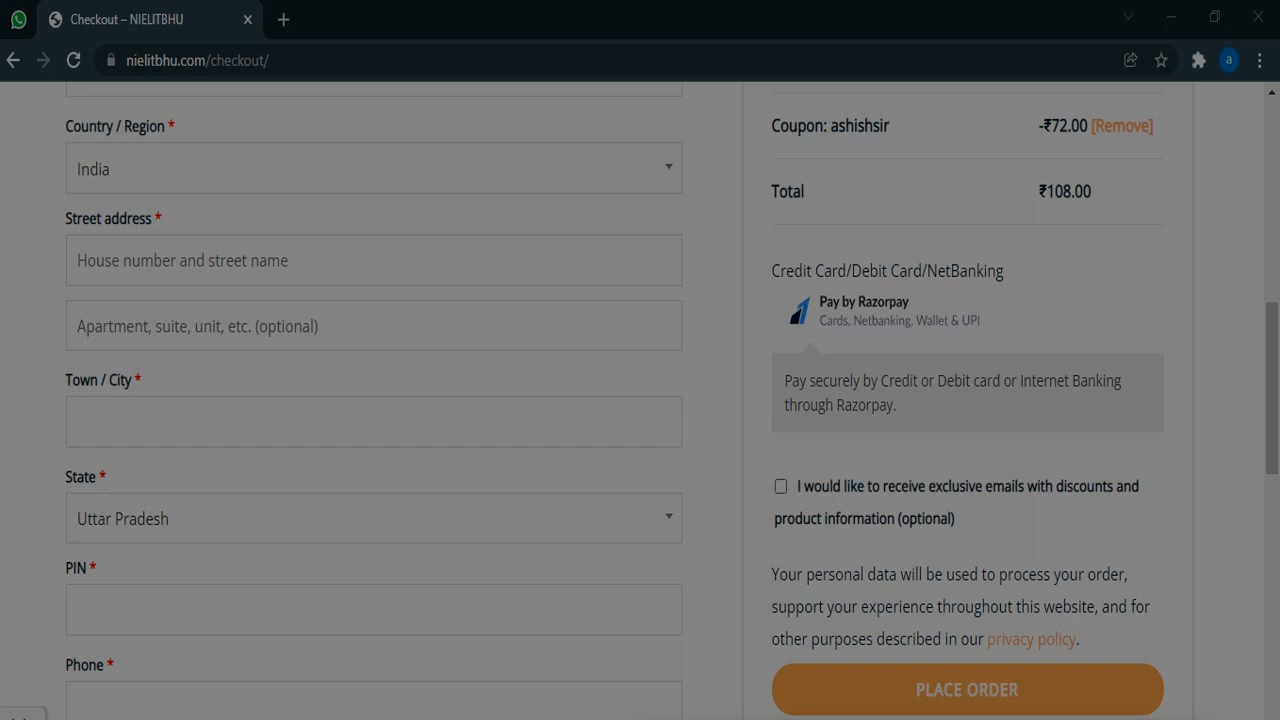 Checkout – NIELITBHU
nielitbhu.com/checkout/
a
Country / Region *
India
Street address *
House number and street name
Apartment, suite, unit, etc. (optional)
Town / City *
State *
Uttar Pradesh
PIN *
Phone *
Coupon: ashishsir -₹72.00 [Remove]
Total ₹108.00
Credit Card/Debit Card/NetBanking
Pay by Razorpay
Cards, Netbanking, Wallet & UPI
Pay securely by Credit or Debit card or Internet Banking
through Razorpay.
I would like to receive exclusive emails with discounts and
product information (optional)
Your personal data will be used to process your order,
support your experience throughout this website, and for
other purposes described in our privacy policy.
PLACE ORDER